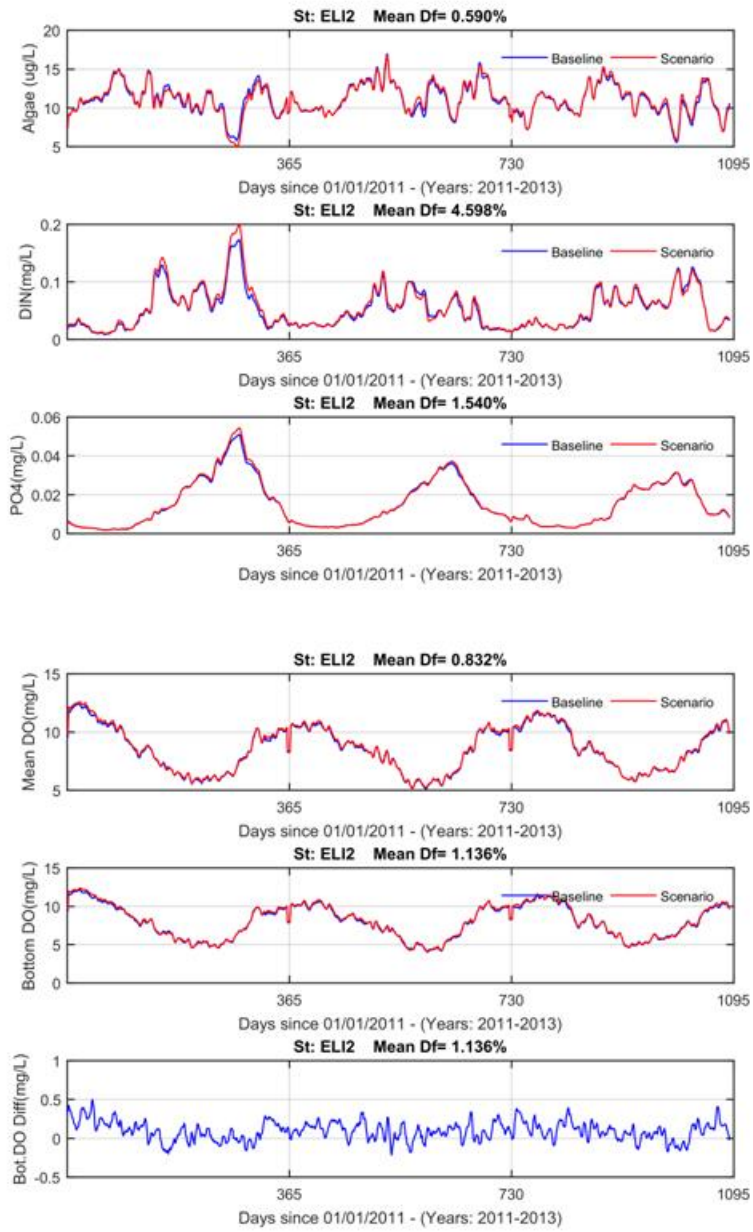 St: ELI2 Mean Df= 0.590%
20
15
10
5
Algae (ug/L)
Baseline Scenario
365 730 1095
Days since 01/01/2011 - (Years: 2011-2013)
St: ELI2 Mean Df= 4.598%
0.2
0.1
0
DIN(mg/L)
Baseline Scenario
365 730 1095
Days since 01/01/2011 - (Years: 2011-2013)
St: ELI2 Mean Df= 1.540%
0.06
0.04
0.02
0
PO4(mg/L)
Baseline Scenario
365 730 1095
Days since 01/01/2011 - (Years: 2011-2013)
St: ELI2 Mean Df= 0.832%
15
10
5
Mean DO(mg/L)
Baseline Scenario
365 730 1095
Days since 01/01/2011 - (Years: 2011-2013)
St: ELI2 Mean Df= 1.136%
15
10
5
0
Bottom DO(mg/L)
Baseline Scenario
365 730 1095
Days since 01/01/2011 - (Years: 2011-2013)
St: ELI2 Mean Df= 1.136%
1
0.5
0
-0.5
Bot.DO Diff(mg/L)
365 730 1095
Days since 01/01/2011 - (Years: 2011-2013)